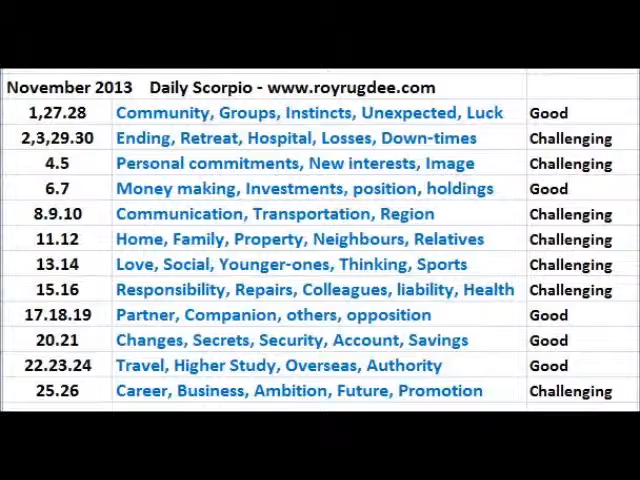 November 2013 Daily Scorpio - www.royrugdee.com
1,27.28 Community, Groups, Instincts, Unexpected, Luck Good
2,3,29.30 Ending, Retreat, Hospital, Losses, Down-times Challenging
4.5 Personal commitments, New interests, Image Challenging
6.7 Money making, Investments, position, holdings Good
8.9.10 Communication, Transportation, Region Challenging
11.12 Home, Family, Property, Neighbours, Relatives Challenging
13.14 Love, Social, Younger-ones, Thinking, Sports Challenging
15.16 Responsibility, Repairs, Colleagues, liability, Health Challenging
17.18.19 Partner, Companion, others, opposition Good
20.21 Changes, Secrets, Security, Account, Savings Good
22.23.24 Travel, Higher Study, Overseas, Authority Good
25.26 Career, Business, Ambition, Future, Promotion Challenging